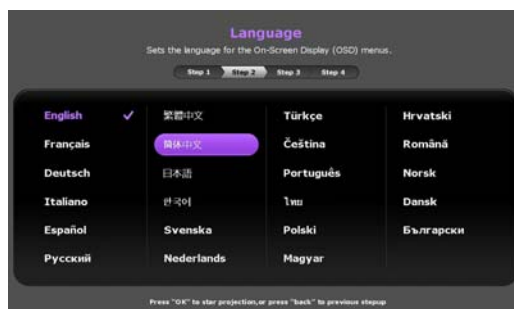 Language
Sets the language for the On-Screen Display (OSD) menus.
Step 1 Step 2 Step 3 Step 4
English 繁體中文 Türkçe Hrvatski
Français 简体中文 Čeština Română
Deutsch 日本語 Português Norsk
Italiano 한국어 ไทย Dansk
Español Svenska Polski Български
Русский Nederlands Magyar
Press "OK" to star projection,or press "back" to previous stepup